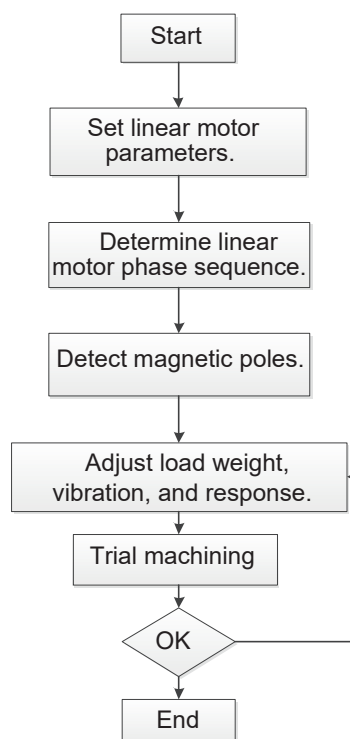 Start
Set linear motor
parameters.
Determine linear
motor phase sequence.
Detect magnetic poles.
Adjust load weight,
vibration, and response.
Trial machining
OK
End